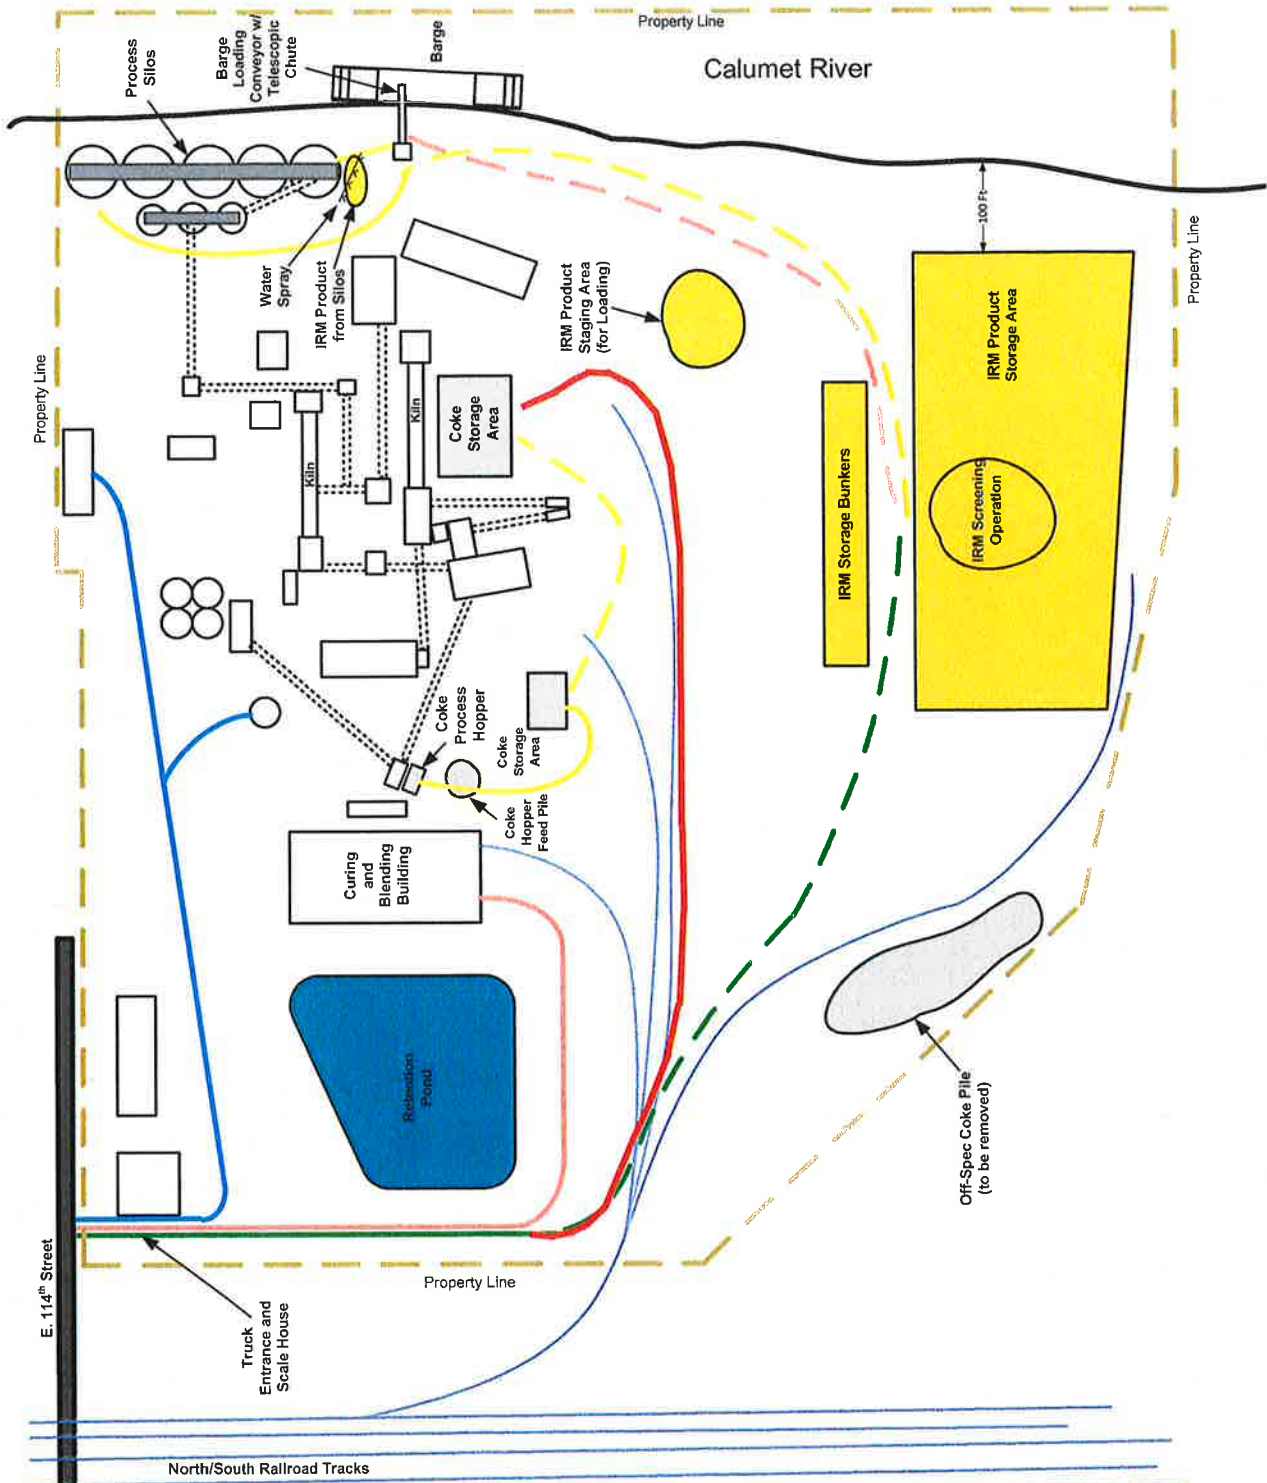 Property Line
Calumet River
Process
Silos
Barge
Loading
Conveyor w/
Telescopic
Chute
Barge
100 Ft
Property Line
Water
Spray
IRM Product
from Silos
IRM Product
Staging Area
(for Loading)
IRM Product
Storage Area
Property Line
Kiln
Kiln
Coke
Storage
Area
IRM Storage Bunkers
IRM Screening
Operation
Coke
Process
Hopper
Coke
Storage
Area
Coke
Hopper
Feed Pile
Curing
and
Blending
Building
Retention
Pond
Off-Spec Coke Pile
(to be removed)
E. 114th Street
Property Line
Truck
Entrance and
Scale House
North/South Railroad Tracks